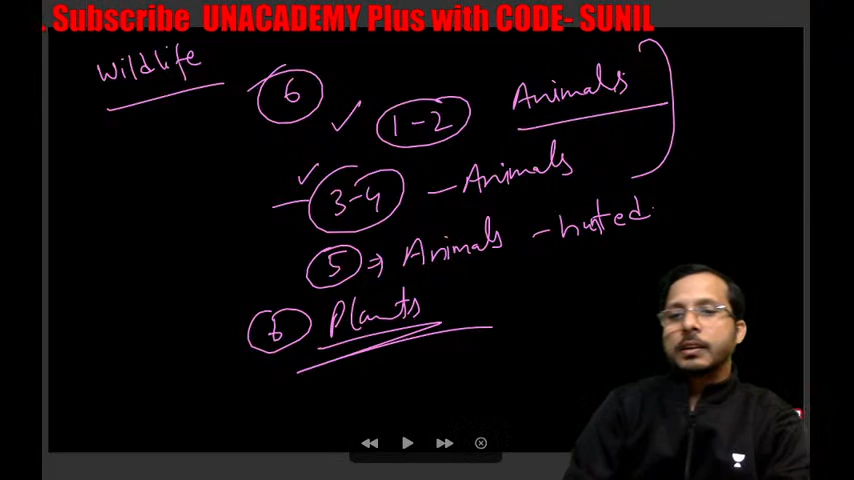 . Subscribe UNACADEMY Plus with CODE- SUNIL
Wildlife
6
1-2 Animals
3-4 - Animals
5 ⇒ Animals - hunted
6 Plants